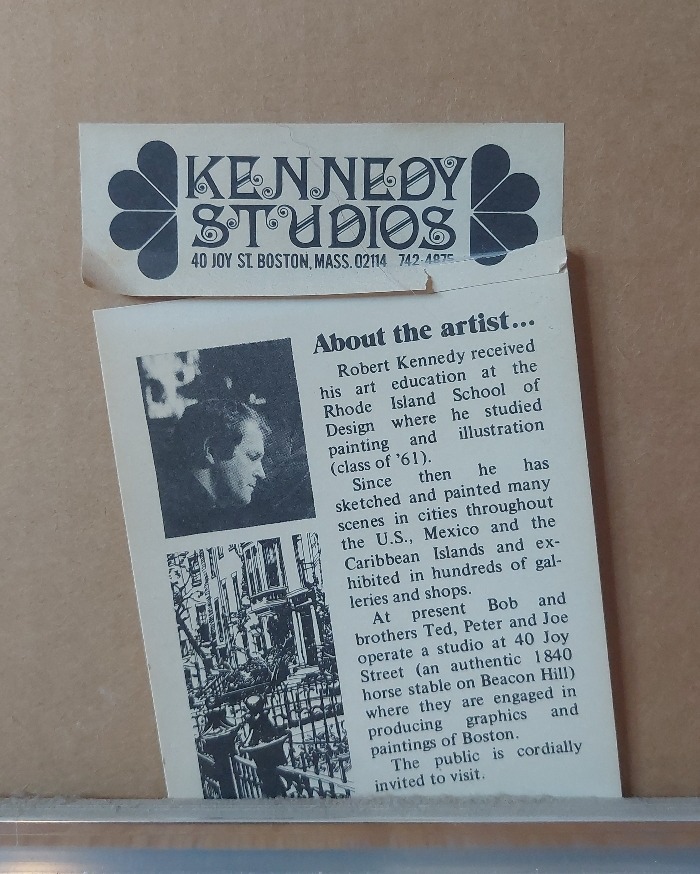 KENNEDY
STUDIOS
40 JOY ST. BOSTON, MASS. 02114 742-4875
About the artist...
Robert Kennedy received
his art education at the
Rhode Island School of
Design where he studied
painting and illustration
(class of '61).
Since then he has
sketched and painted many
scenes in cities throughout
the U.S., Mexico and the
Caribbean Islands and ex-
hibited in hundreds of gal-
leries and shops.
At present Bob and
brothers Ted, Peter and Joe
operate a studio at 40 Joy
Street (an authentic 1840
horse stable on Beacon Hill)
where they are engaged in
producing graphics and
paintings of Boston.
The public is cordially
invited to visit.